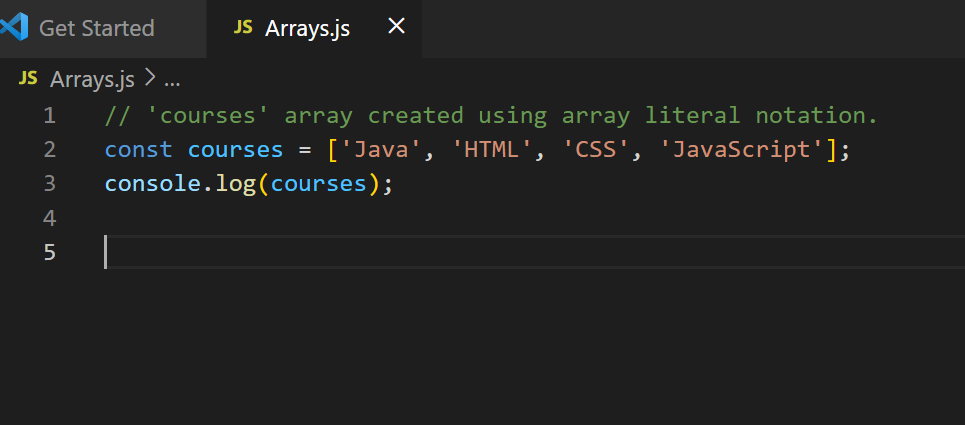 Get Started JS Arrays.js ×
JS Arrays.js > ...
1 // 'courses' array created using array literal notation.
2 const courses = ['Java', 'HTML', 'CSS', 'JavaScript'];
3 console.log(courses);
4
5